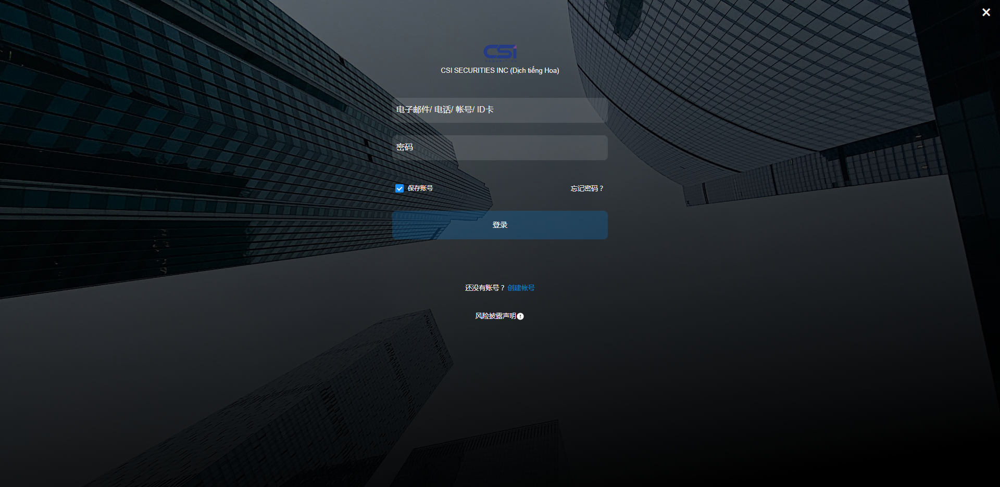 CSI
SECURITIES
CSI SECURITIES INC (Dịch tiếng Hoa)
电子邮件/ 电话/ 帐号/ ID卡
密码
保存账号
忘记密码？
登录
还没有账号？ 创建帐号
风险披露声明